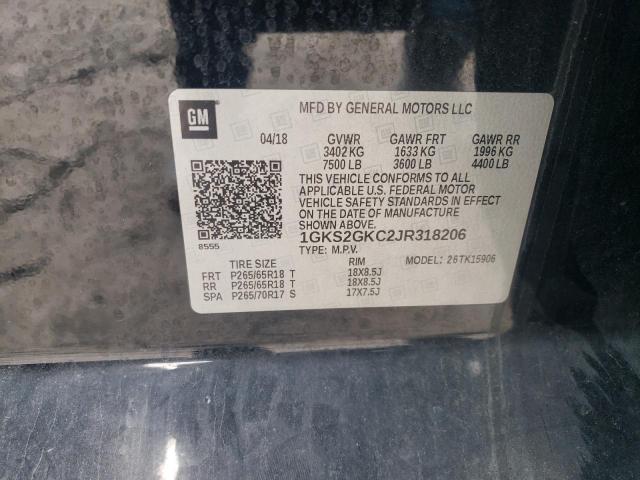 GM
MFD BY GENERAL MOTORS LLC
04/18 GVWR GAWR FRT GAWR RR
3402 KG 1633 KG 1996 KG
7500 LB 3600 LB 4400 LB
THIS VEHICLE CONFORMS TO ALL
APPLICABLE U.S. FEDERAL MOTOR
VEHICLE SAFETY STANDARDS IN EFFECT
ON THE DATE OF MANUFACTURE
SHOWN ABOVE.
8555
1GKS2GKC2JR318206
TYPE: M.P.V. MODEL: 26TK15906
TIRE SIZE RIM
FRT P265/65R18 T 18X8.5J
RR P265/65R18 T 18X8.5J
SPA P265/70R17 S 17X7.5J